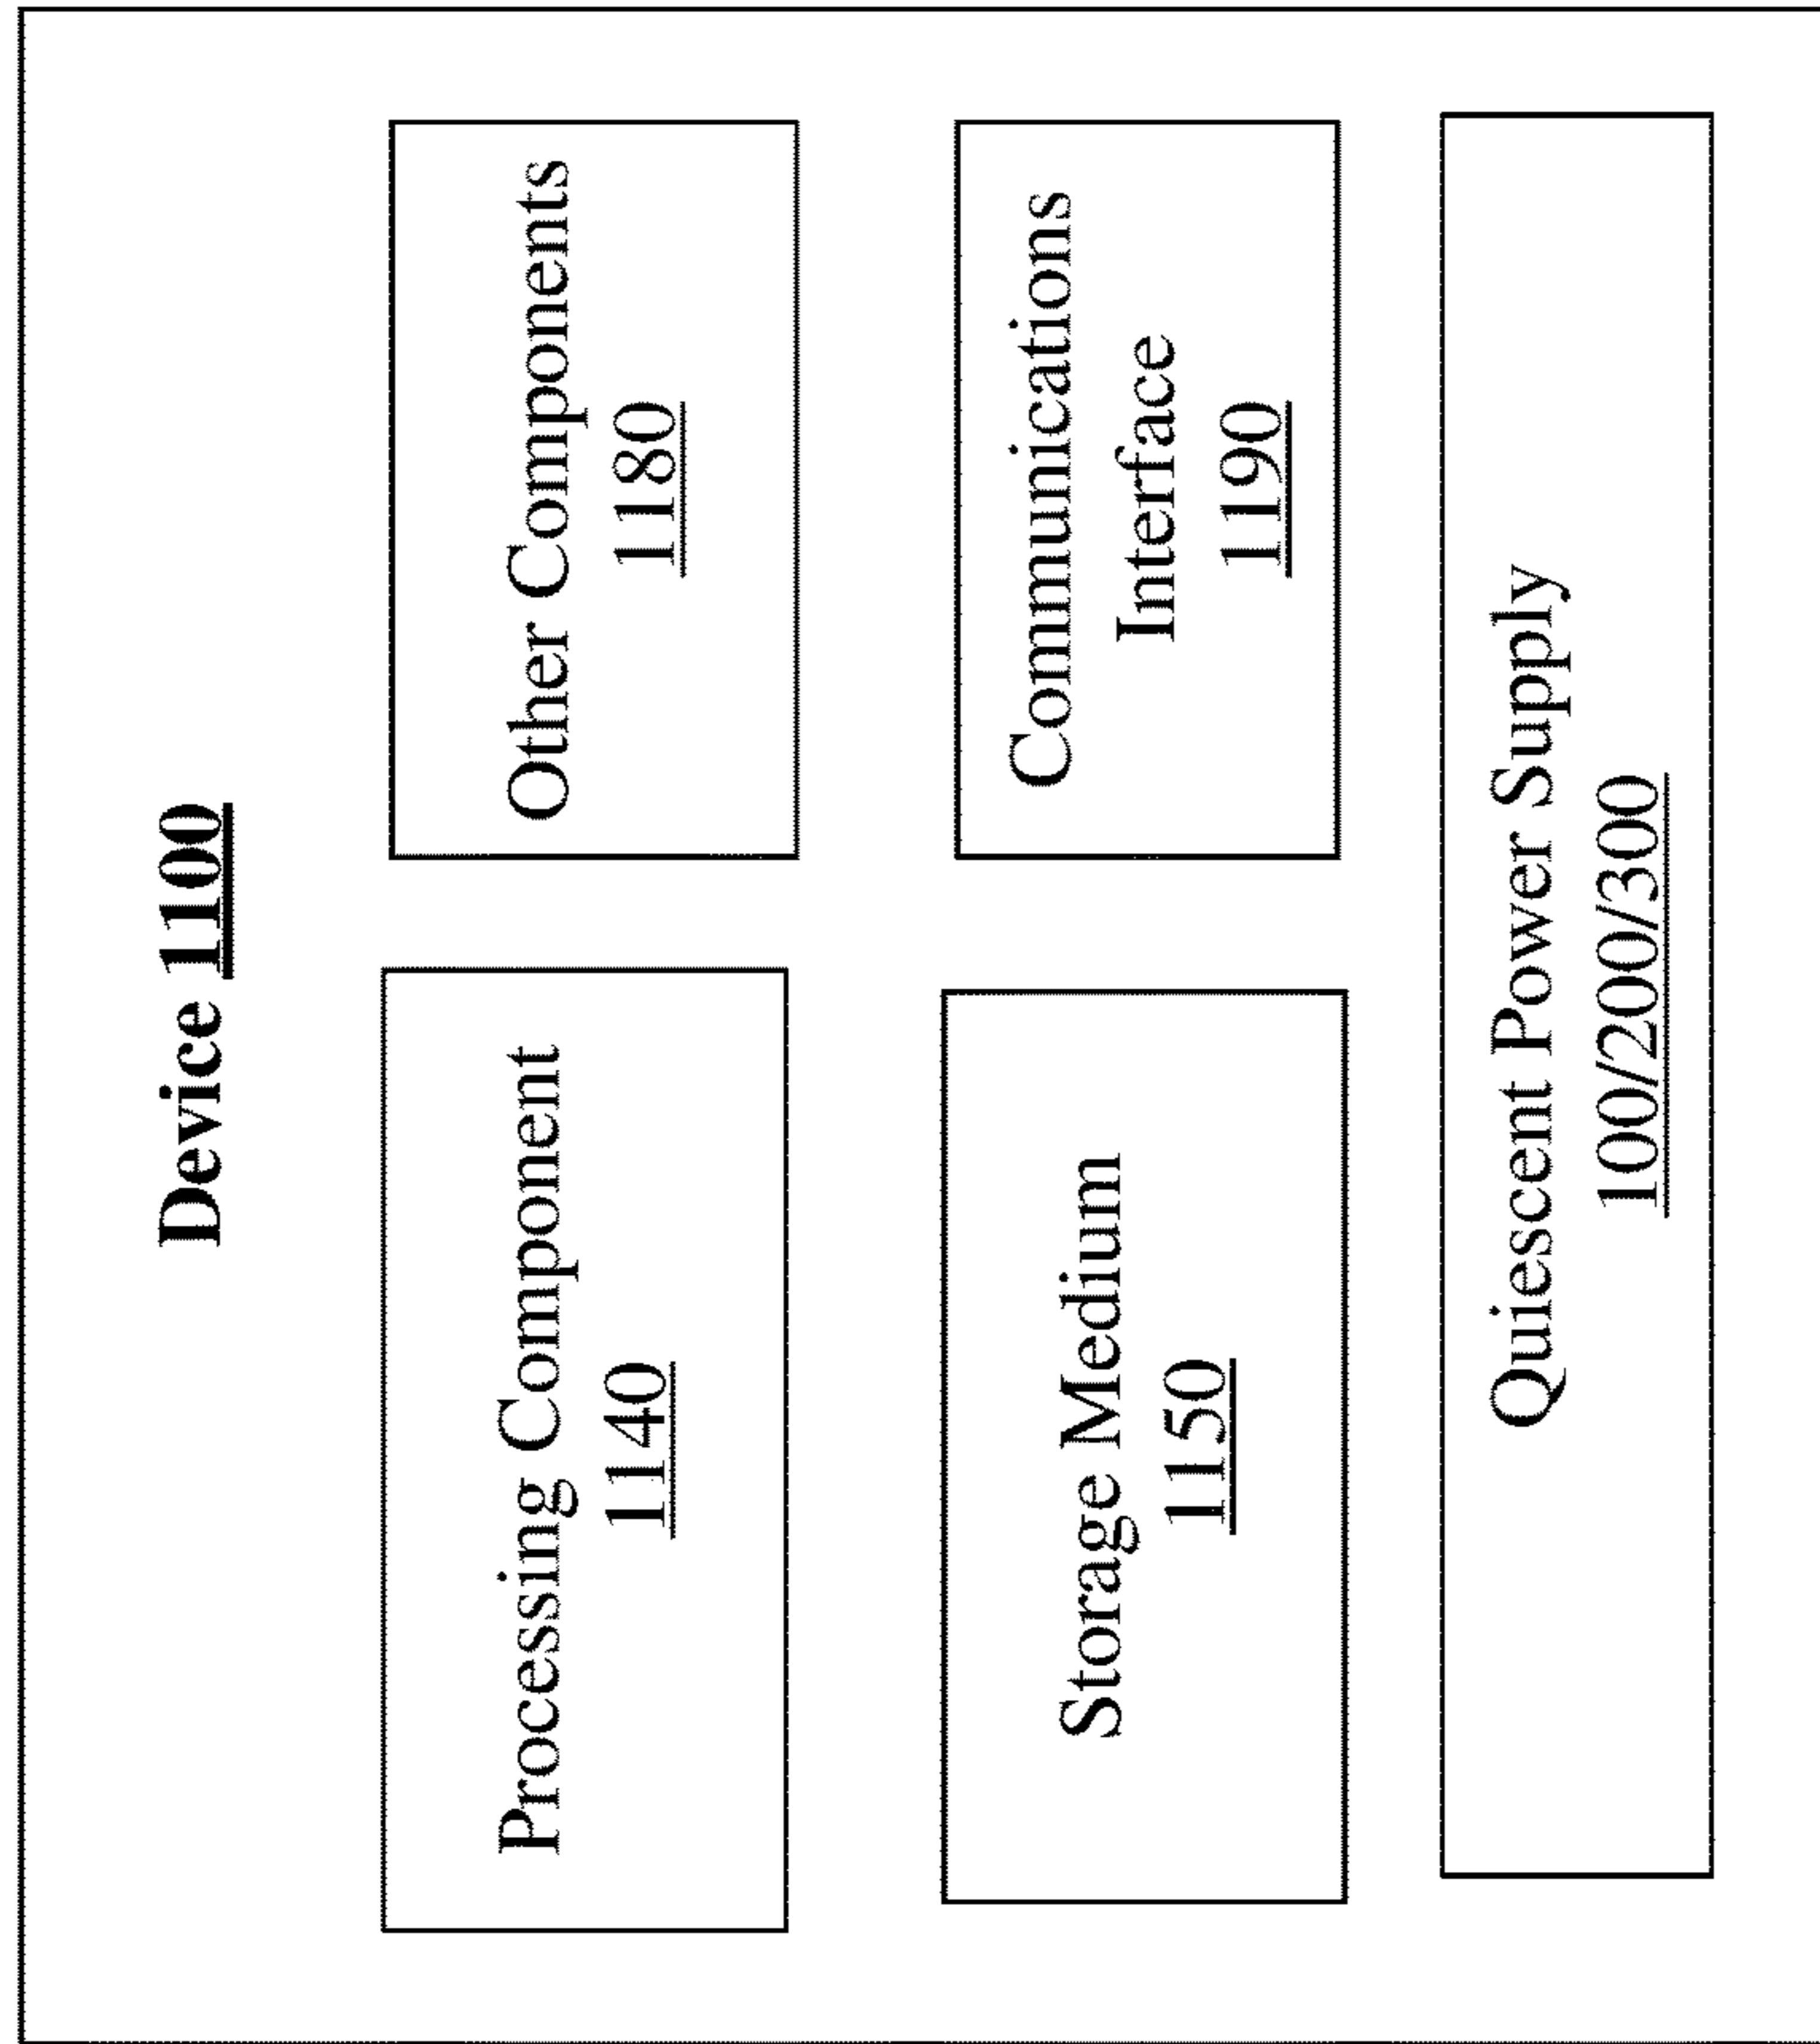 Device 1100
Processing Component
1140
Other Components
1180
Storage Medium
1150
Communications
Interface
1190
Quiescent Power Supply
100/200/300